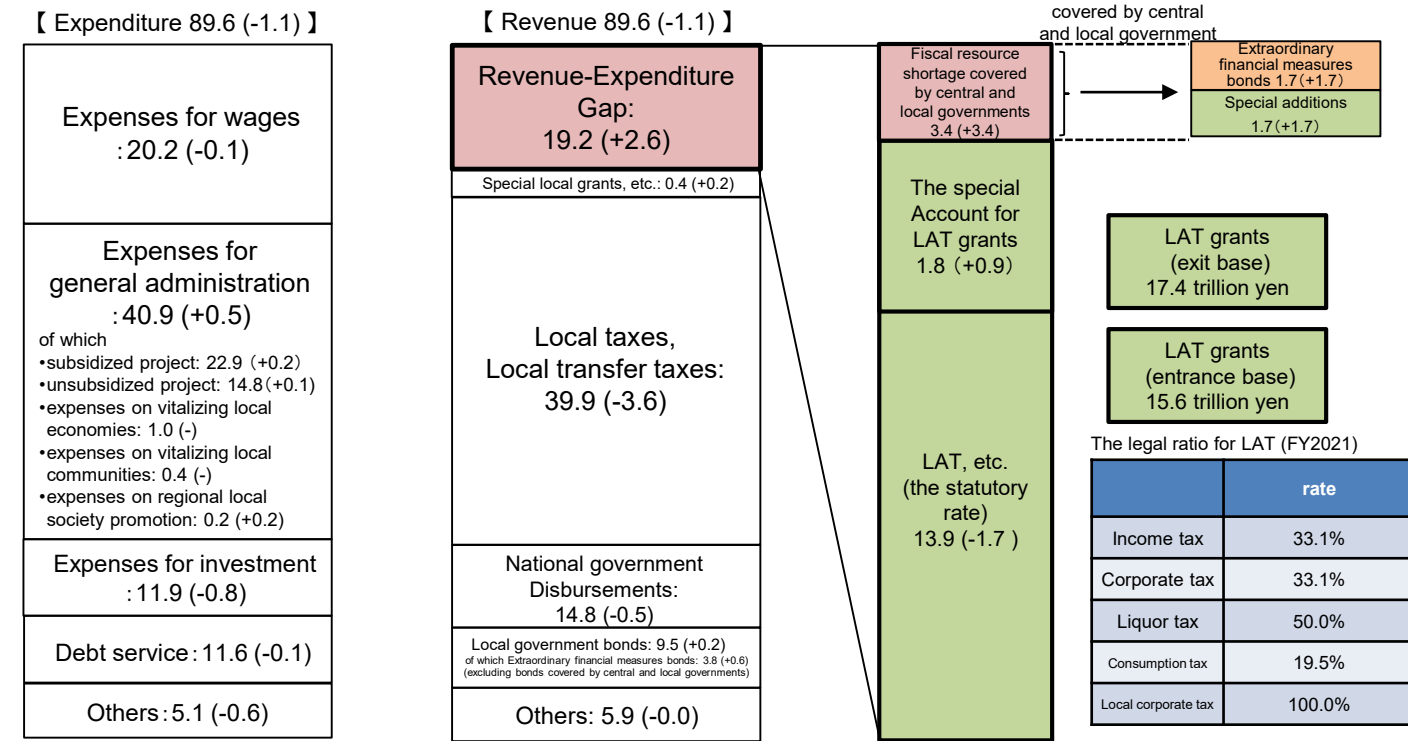 【 Expenditure 89.6 (-1.1) 】
Expenses for wages
:20.2 (-0.1)
Expenses for
general administration
:40.9 (+0.5)
of which
•subsidized project: 22.9 （+0.2）
•unsubsidized project: 14.8（+0.1)
•expenses on vitalizing local
economies: 1.0 (-)
•expenses on vitalizing local
communities: 0.4 (-)
•expenses on regional local
society promotion: 0.2 (+0.2)
Expenses for investment
:11.9 (-0.8)
Debt service:11.6 (-0.1)
Others:5.1 (-0.6)
【 Revenue 89.6 (-1.1) 】
Revenue-Expenditure
Gap:
19.2 (+2.6)
Special local grants, etc.: 0.4 (+0.2)
Local taxes,
Local transfer taxes:
39.9 (-3.6)
National government
Disbursements:
14.8 (-0.5)
Local government bonds: 9.5 (+0.2)
of which Extraordinary financial measures bonds: 3.8 (+0.6)
(excluding bonds covered by central and local governments)
Others: 5.9 (-0.0)
Fiscal resource
shortage covered
by central and
local governments
3.4 (+3.4)
The special
Account for
LAT grants
1.8 （+0.9）
LAT, etc.
(the statutory
rate)
13.9 (-1.7 )
covered by central
and local government
Extraordinary
financial measures
bonds 1.7（+1.7）
Special additions
1.7（+1.7）
LAT grants
(exit base)
17.4 trillion yen
LAT grants
(entrance base)
15.6 trillion yen
The legal ratio for LAT (FY2021)
rate
Income tax 33.1%
Corporate tax 33.1%
Liquor tax 50.0%
Consumption tax 19.5%
Local corporate tax 100.0%